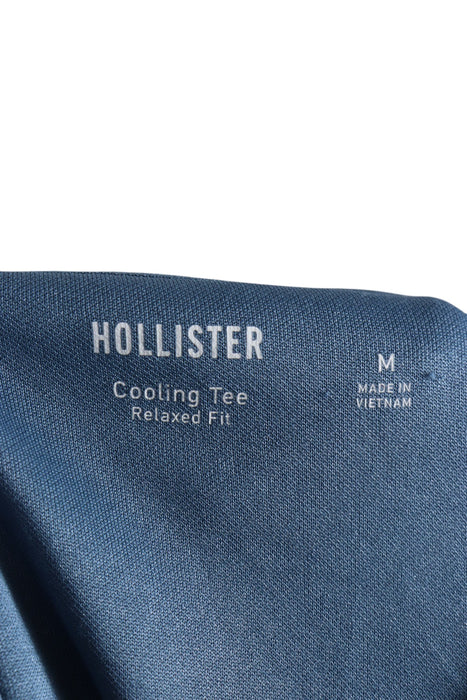 HOLLISTER
Cooling Tee
Relaxed Fit
M
MADE IN
VIETNAM